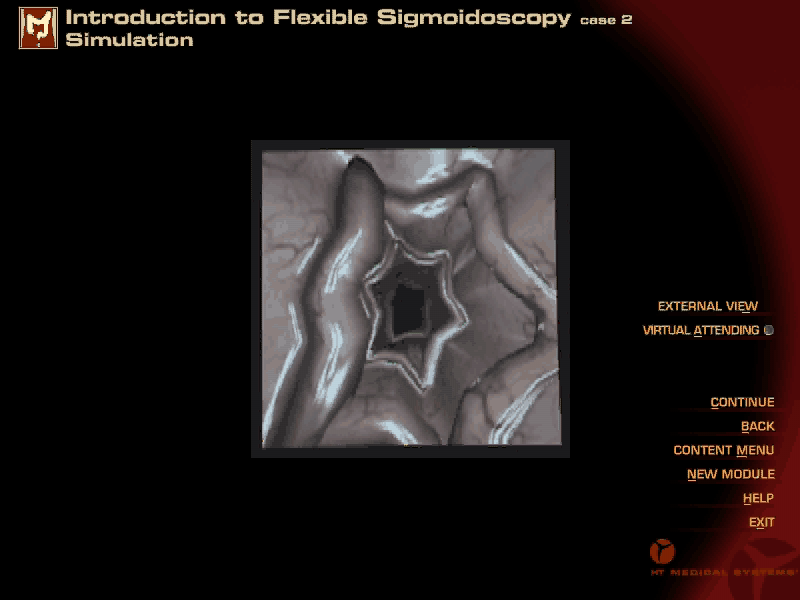 Introduction to Flexible Sigmoidoscopy case 2
Simulation
EXTERNAL VIEW
VIRTUAL ATTENDING
CONTINUE
BACK
CONTENT MENU
NEW MODULE
HELP
EXIT
HT MEDICAL SYSTEMS